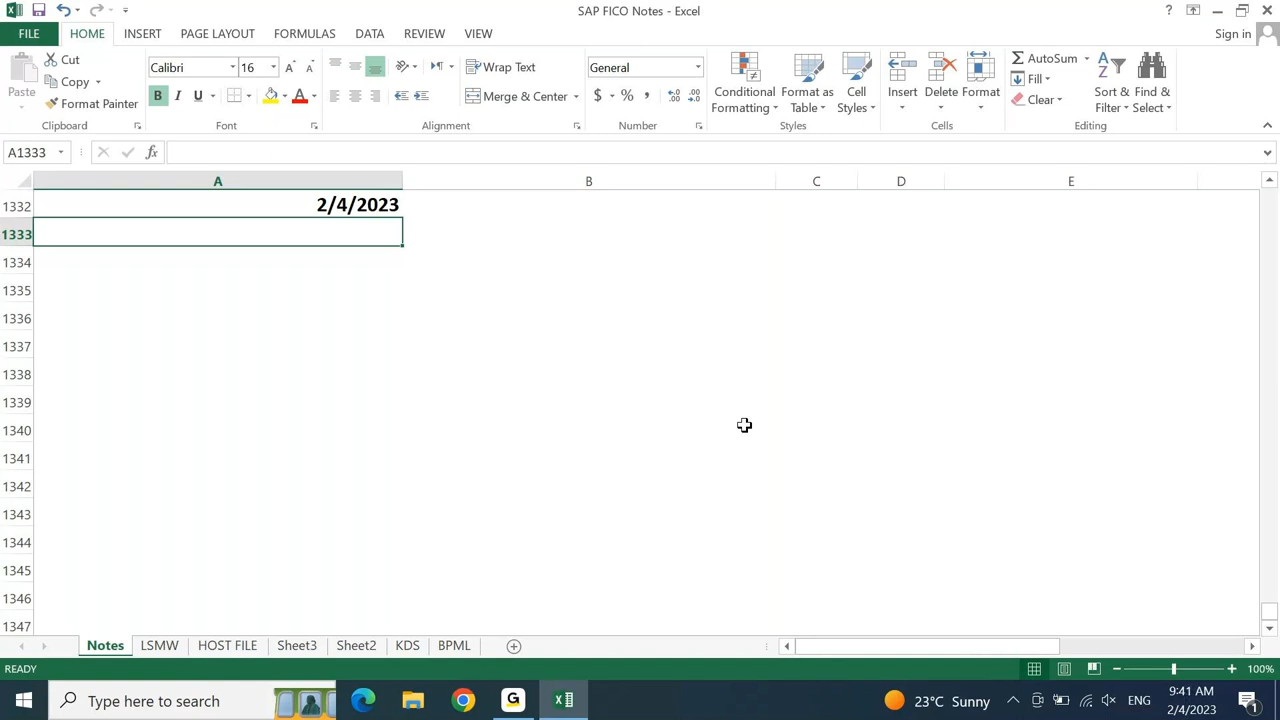 SAP FICO Notes - Excel
?
FILE HOME INSERT PAGE LAYOUT FORMULAS DATA REVIEW VIEW Sign in
Paste
Cut
Copy
Format Painter
Clipboard
Calibri 16 A A
B I U A
Font
Wrap Text
Merge & Center
Alignment
General
$ % , .0 .00 .00 .0
Number
Conditional Formatting
Format as Table
Cell Styles
Styles
Insert Delete Format
Cells
AutoSum
Fill
Clear
Sort & Filter
Find & Select
Editing
A1333 fx
A B C D E
1332 2/4/2023
1333
1334
1335
1336
1337
1338
1339
1340
1341
1342
1343
1344
1345
1346
1347
Notes LSMW HOST FILE Sheet3 Sheet2 KDS BPML
READY 100%
Type here to search
23°C Sunny ENG
9:41 AM
2/4/2023
1